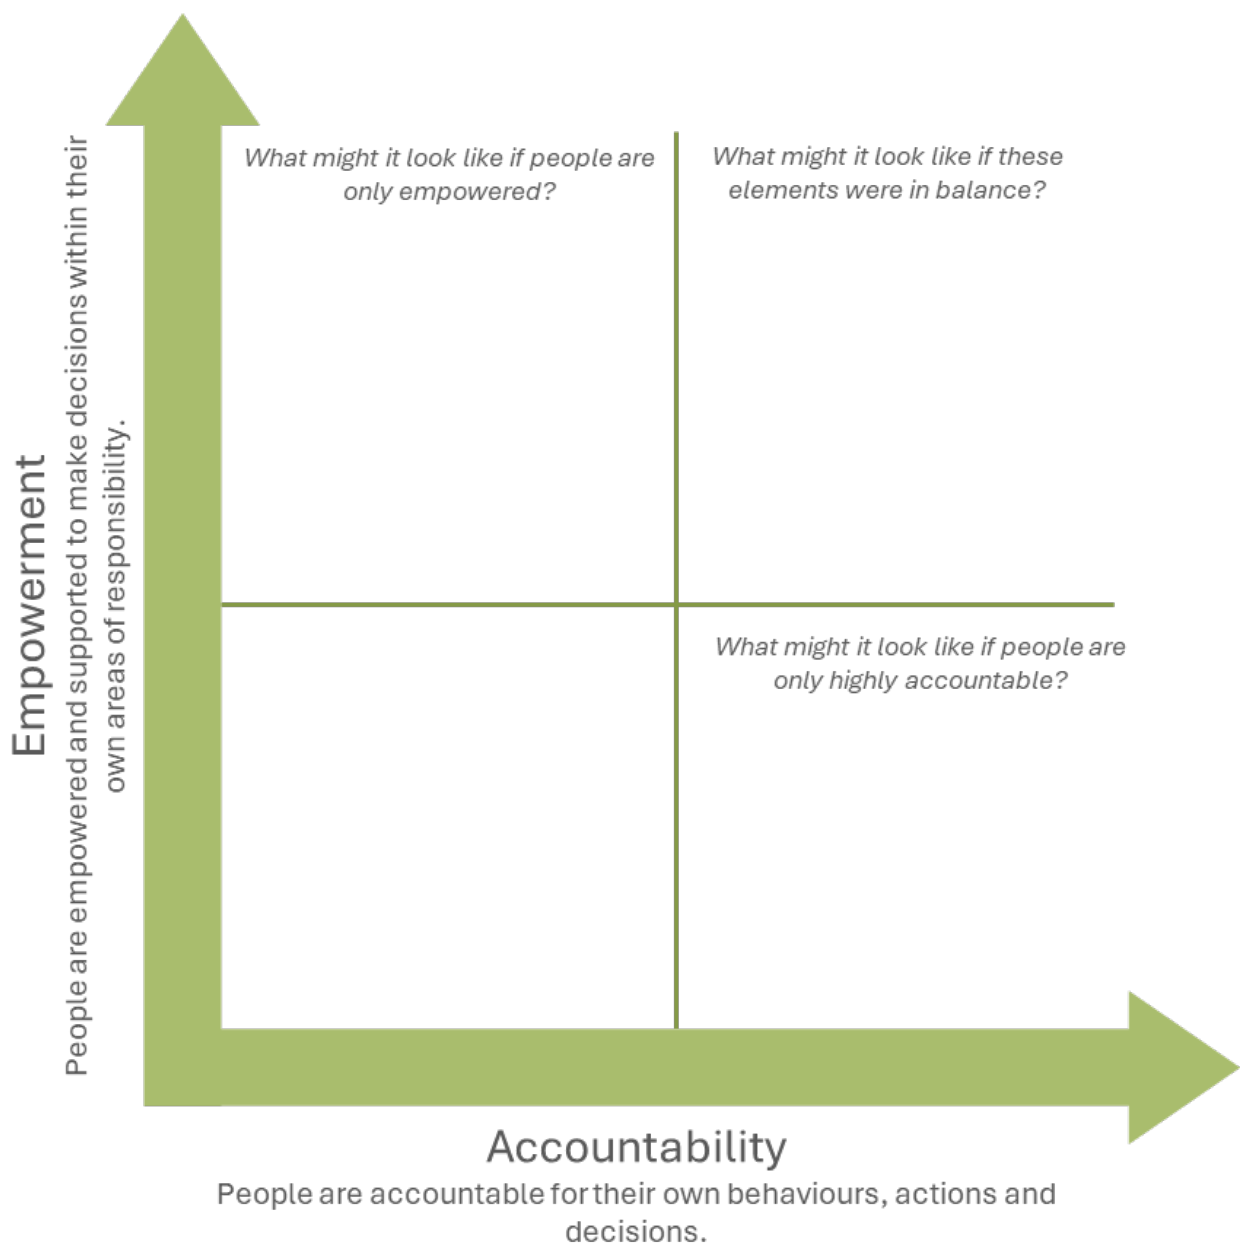 What might it look like if people are
only empowered?
What might it look like if these
elements were in balance?
Empowerment
People are empowered and supported to make decisions within their
own areas of responsibility.
What might it look like if people are
only highly accountable?
Accountability
People are accountable for their own behaviours, actions and
decisions.